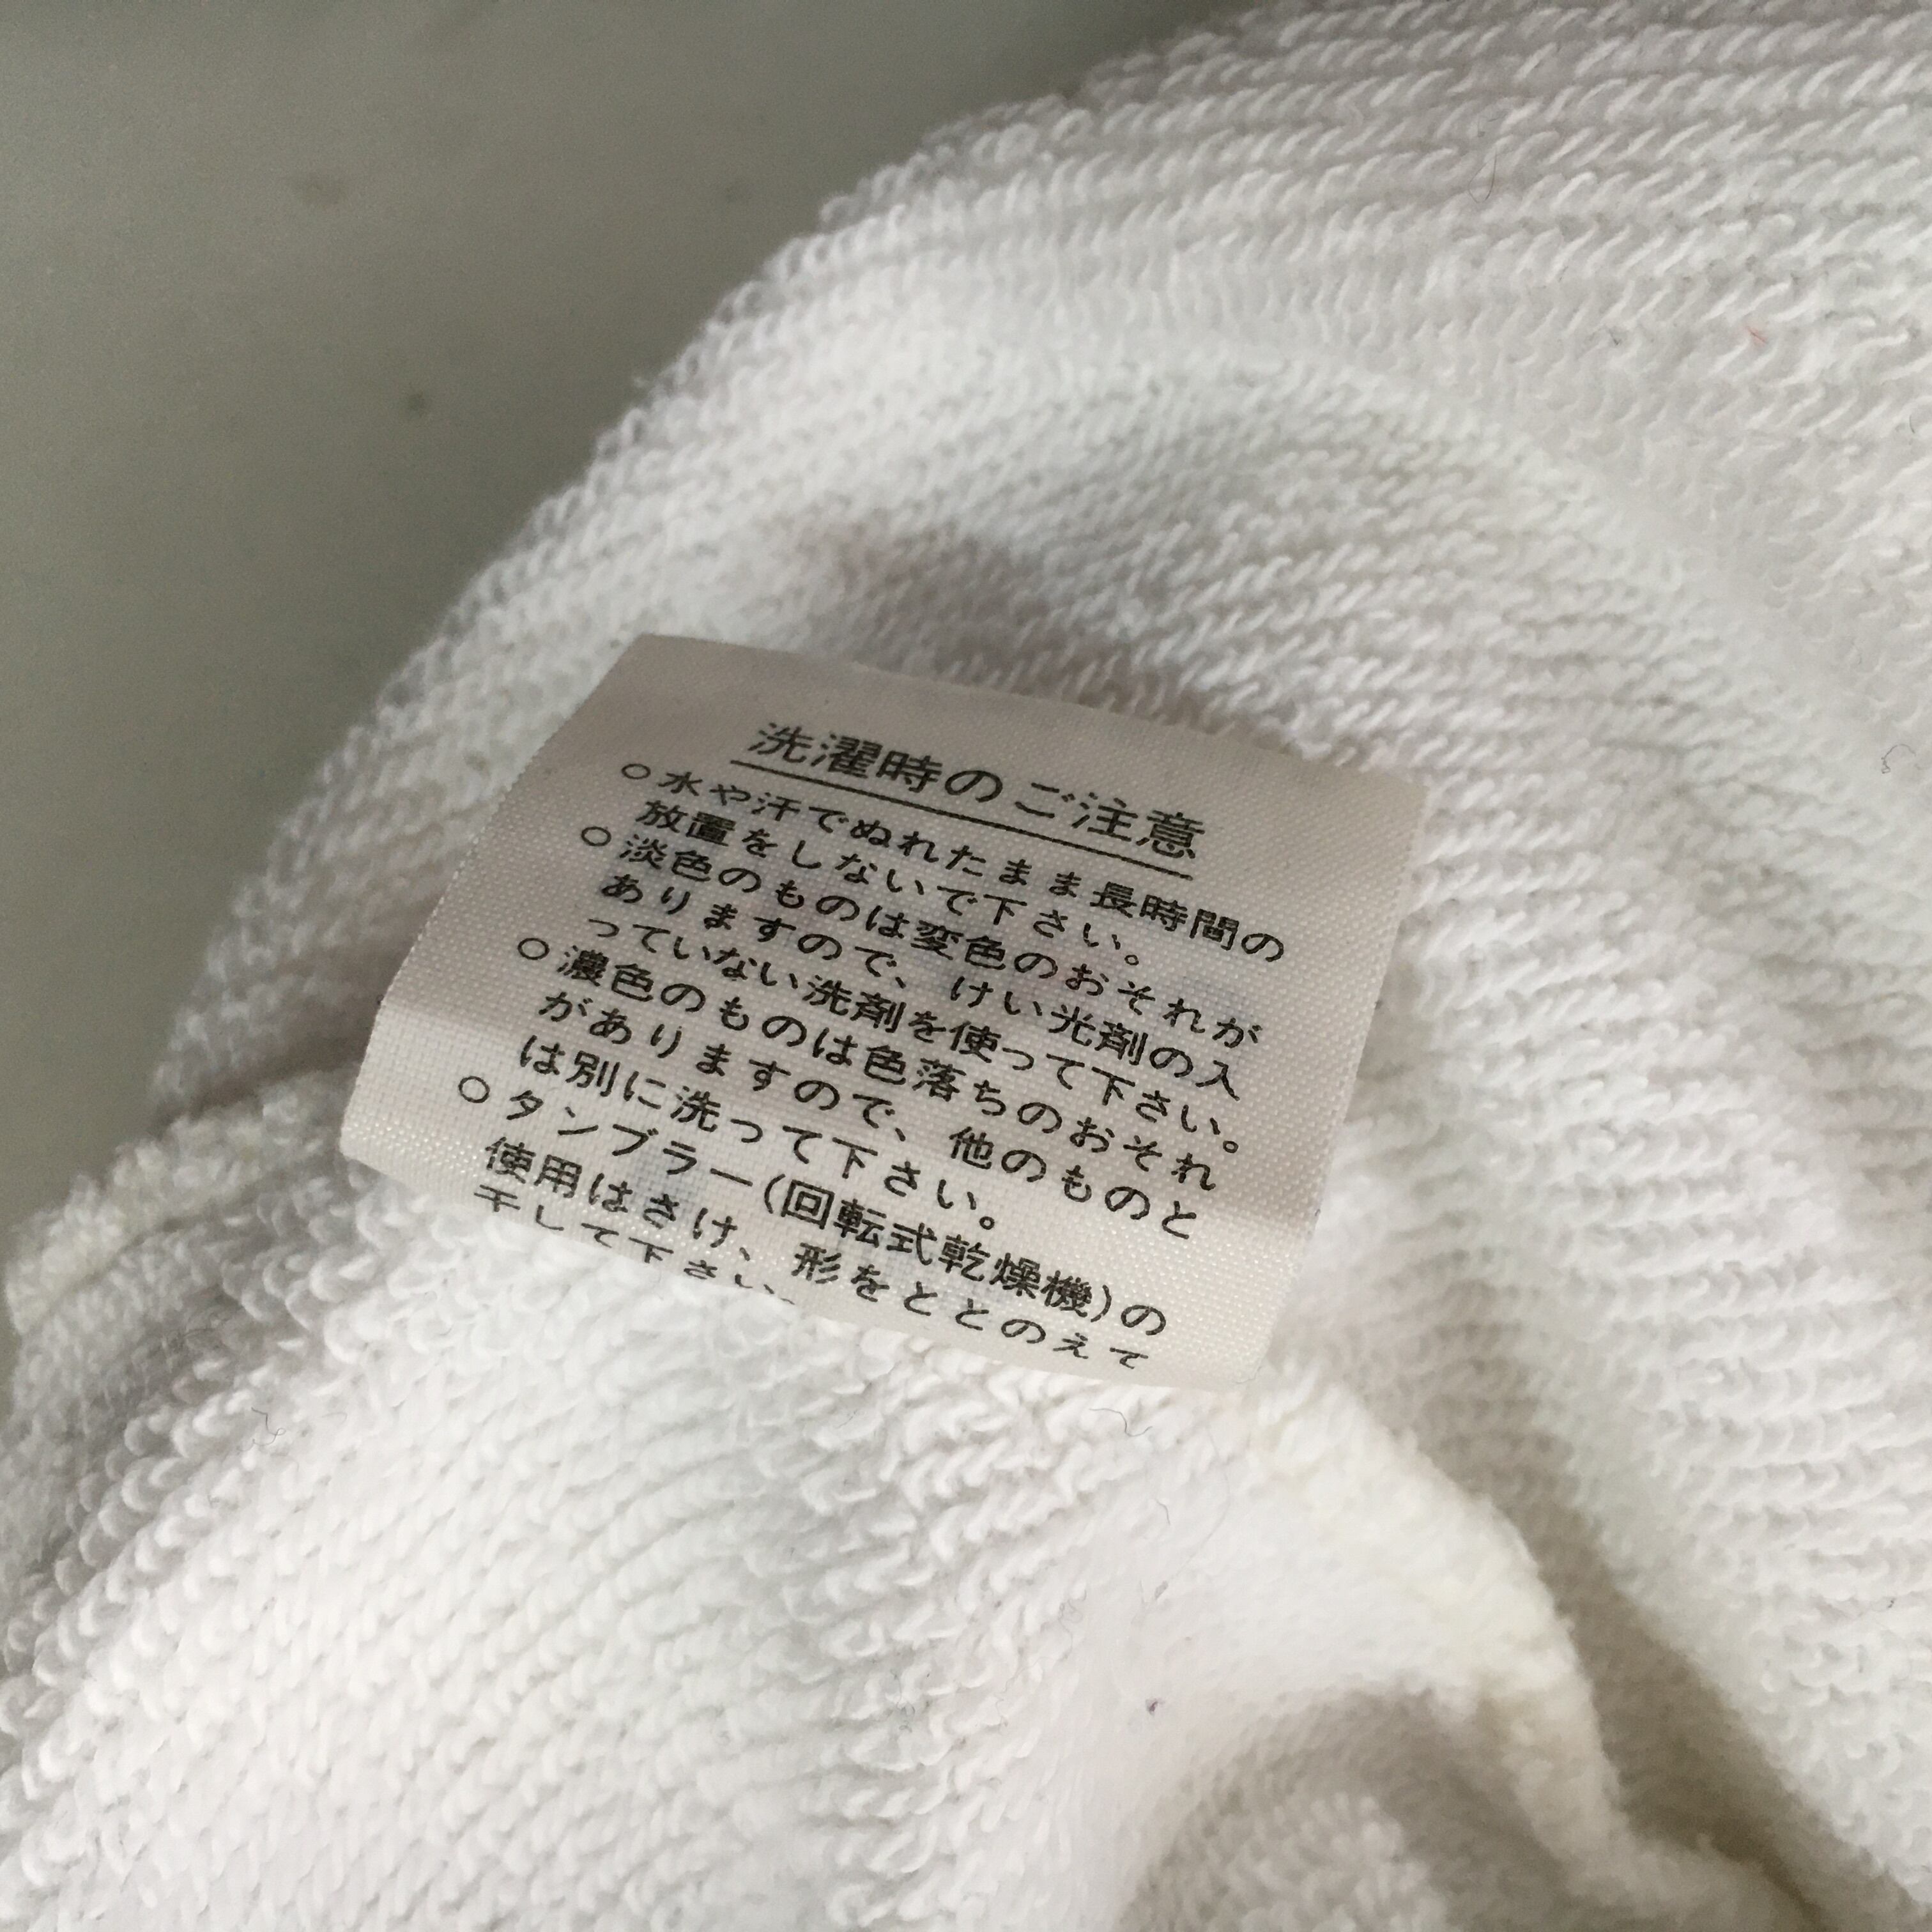 洗濯時のご注意
○水や汗でぬれたまま長時間の
放置をしないで下さい。
○淡色のものは変色のおそれが
ありますので、けい光剤の入
っていない洗剤を使って下さい。
○濃色のものは色落ちのおそれ
がありますので、他のものと
は別に洗って下さい。
○タンブラー(回転式乾燥機)の
使用はさけ、形をととのえて
干して下さい。